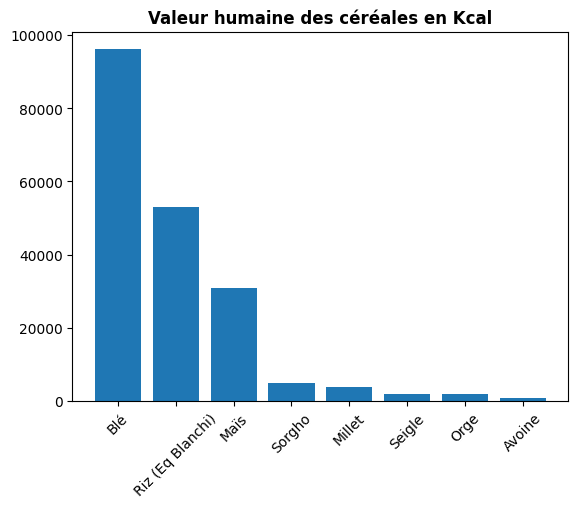 Valeur humaine des céréales en Kcal
100000
80000
60000
40000
20000
0
Blé
Riz (Eq Blanchi)
Maïs
Sorgho
Millet
Seigle
Orge
Avoine